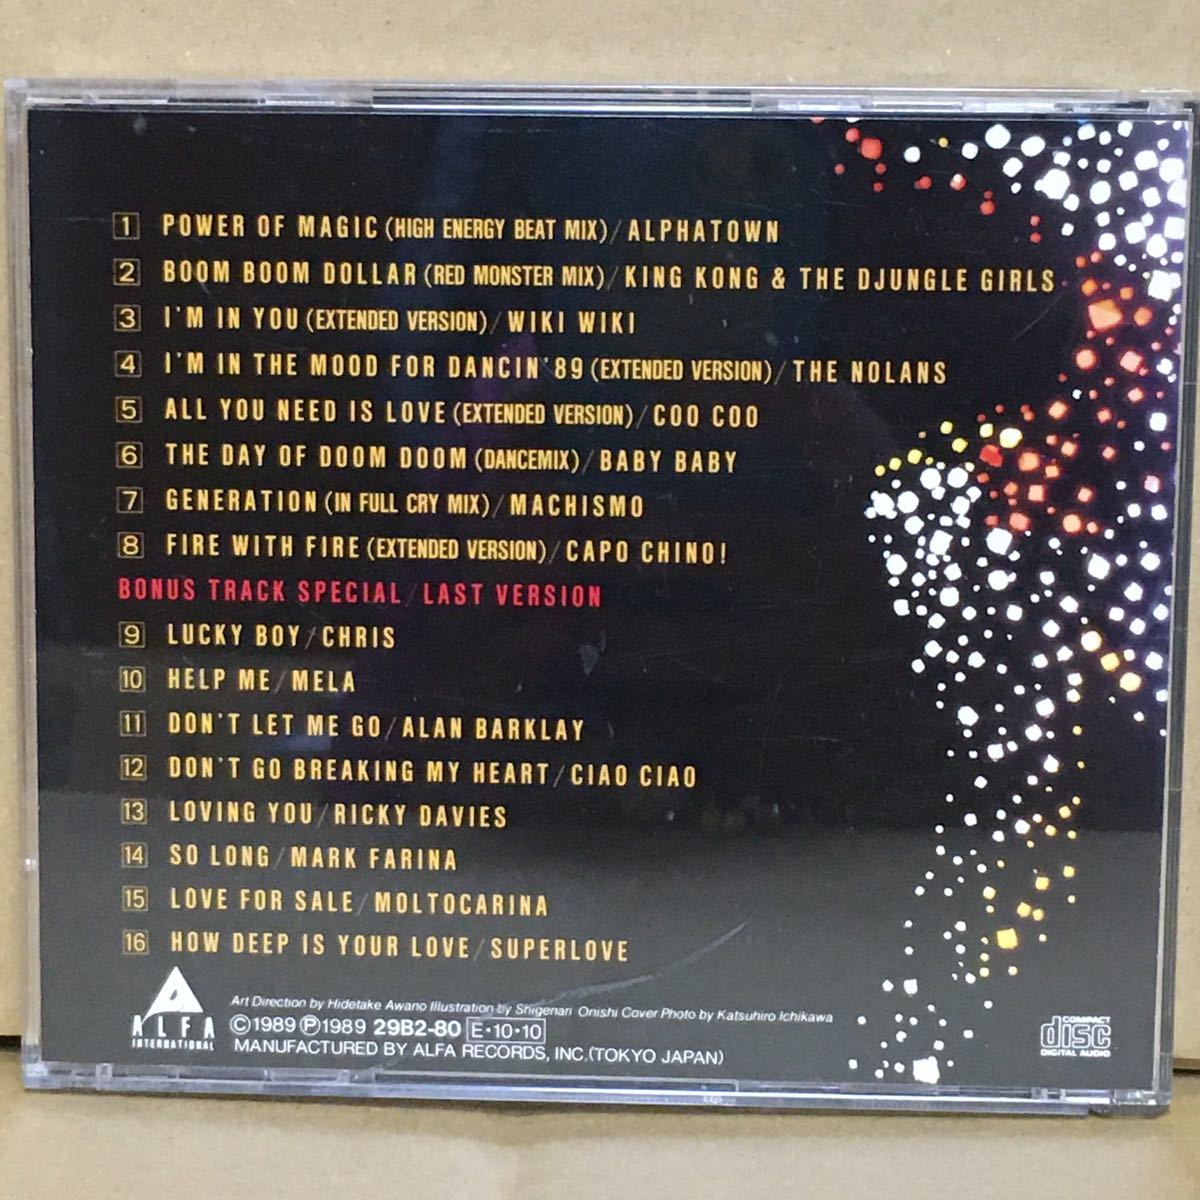 1 POWER OF MAGIC (HIGH ENERGY BEAT MIX) / ALPHATOWN
2 BOOM BOOM DOLLAR (RED MONSTER MIX) / KING KONG & THE DJUNGLE GIRLS
3 I'M IN YOU (EXTENDED VERSION) / WIKI WIKI
4 I'M IN THE MOOD FOR DANCIN' 89 (EXTENDED VERSION) / THE NOLANS
5 ALL YOU NEED IS LOVE (EXTENDED VERSION) / COO COO
6 THE DAY OF DOOM DOOM (DANCEMIX) / BABY BABY
7 GENERATION (IN FULL CRY MIX) / MACHISMO
8 FIRE WITH FIRE (EXTENDED VERSION) / CAPO CHINO!
BONUS TRACK SPECIAL / LAST VERSION
9 LUCKY BOY / CHRIS
10 HELP ME / MELA
11 DON'T LET ME GO / ALAN BARKLAY
12 DON'T GO BREAKING MY HEART / CIAO CIAO
13 LOVING YOU / RICKY DAVIES
14 SO LONG / MARK FARINA
15 LOVE FOR SALE / MOLTOCARINA
16 HOW DEEP IS YOUR LOVE / SUPERLOVE
ALFA
INTERNATIONAL
Art Direction by Hidetake Awano Illustration by Shigenari Onishi Cover Photo by Katsuhiro Ichikawa
©1989 ℗1989 29B2-80 E·10·10
MANUFACTURED BY ALFA RECORDS, INC.(TOKYO JAPAN)
COMPACT
disc
DIGITAL AUDIO